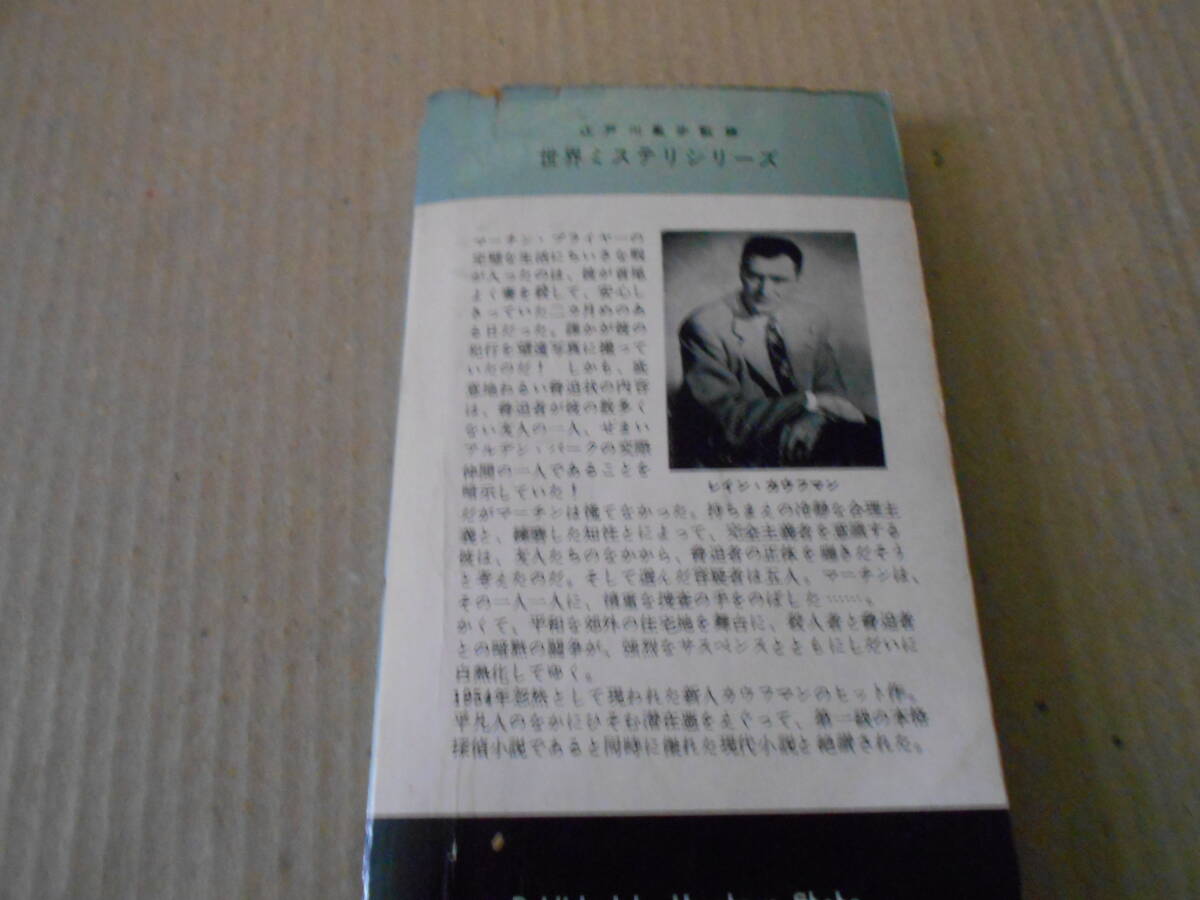 江戸川乱歩監修
世界ミステリシリーズ
マーチン・プライヤーの
完璧な生活にちいさな罅
が入ったのは、彼が首尾
よく妻を殺して、安心し
きっていた二ヵ月めのあ
る日だった。誰かが彼の
犯行を望遠写真に撮って
いたのだ！ しかも、底
意地わるい脅迫状の内容
は、脅迫者が彼の数多く
ない友人の一人、せまい
アルデン・パークの交際
仲間の一人であることを
暗示していた！
レイン・カウフマン
だがマーチンは慌てなかった。持ちまえの冷静な合理主
義と、練磨した知性とによって、完全主義者を意識する
彼は、友人たちのなかから、脅迫者の正体を嗅ぎだそう
と考えたのだ。そして選んだ容疑者は五人。マーチンは、
その一人一人に、慎重な捜査の手をのばした……。
かくて、平和な郊外の住宅地を舞台に、殺人者と脅迫者
との暗黙の闘争が、強烈なサスペンスとともにしだいに
白熱化してゆく。
1954年忽然として現われた新人カウフマンのヒット作。
平凡人のなかにひそむ潜在悪をえぐって、第一級の本格
探偵小説であると同時に優れた現代小説と絶讃された。